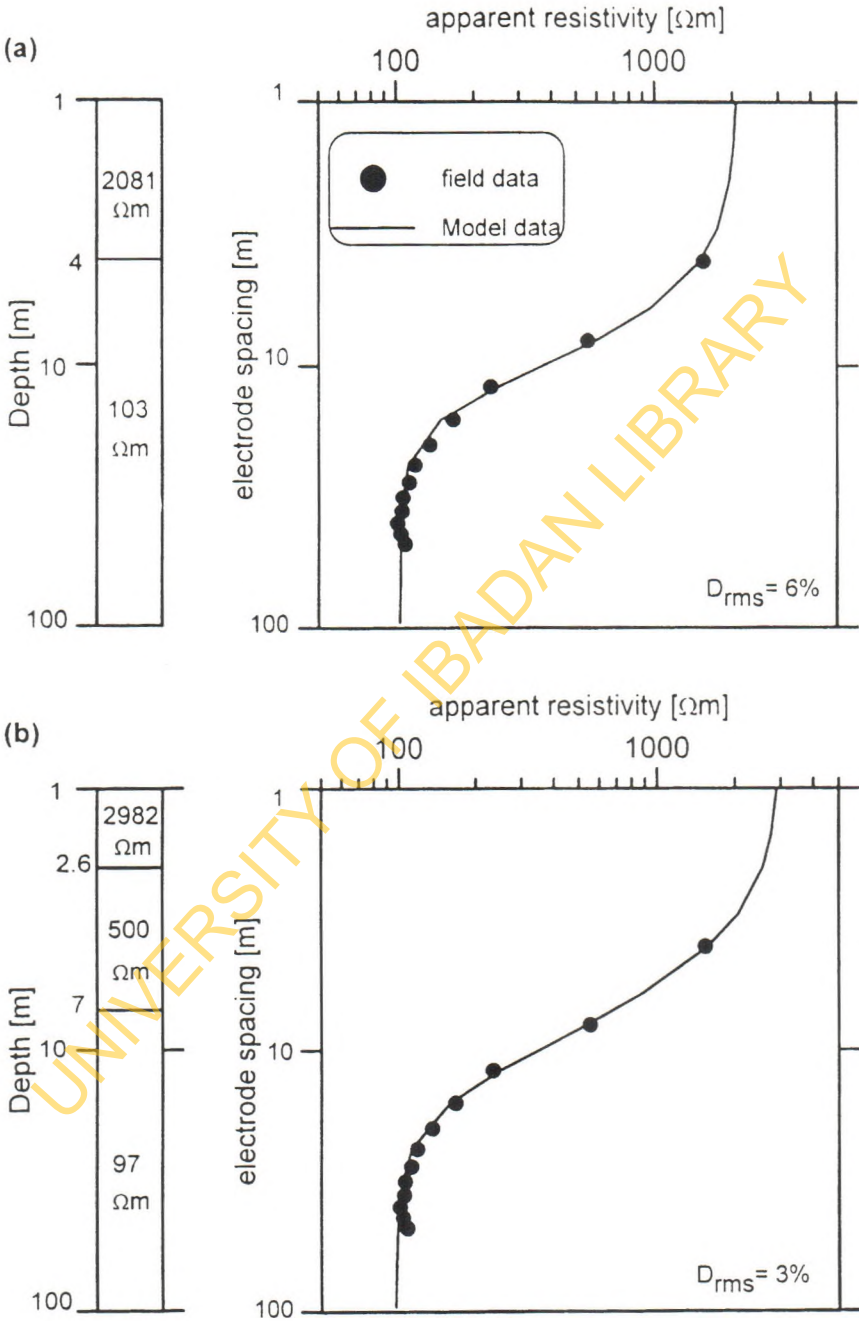 (a)
apparent resistivity [Ωm]
100 1000
1
2081
Ωm
4
10
103
Ωm
100
Depth [m]
1
10
100
electrode spacing [m]
field data
Model data
Drms= 6%
UNIVERSITY OF IBADAN LIBRARY
(b)
apparent resistivity [Ωm]
100 1000
1
2982
Ωm
2.6
500
Ωm
7
10
97
Ωm
100
Depth [m]
1
10
100
electrode spacing [m]
Drms= 3%